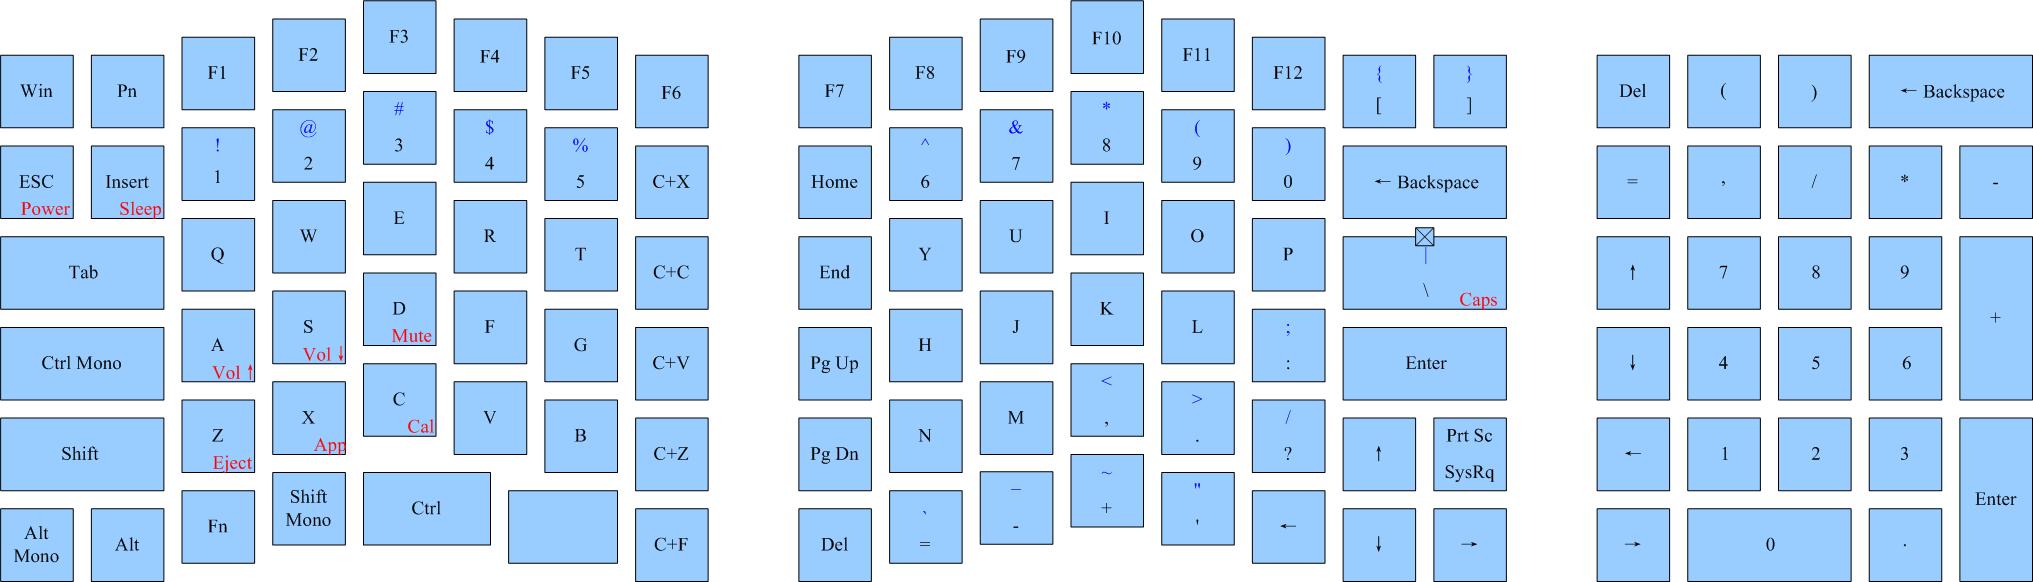 F3 F10
F2 F4 F9 F11
F1 F5 F8 F12
Win Pn F6 F7 { } Del ( ) ← Backspace
[ ]
# *
3 8
@ $ & (
2 4 7 9
! % ^ )
1 5 6 0
ESC Insert C+X Home ← Backspace = , / * -
Power Sleep
E I
W R U O
Q T Y P
Tab C+C End | ↑ 7 8 9
\ Caps
D K
Mute
S F J L +
Vol ↓
A G H ;
Vol ↑ :
Ctrl Mono C+V Pg Up Enter ↓ 4 5 6
C <
Cal ,
X V M >
App .
Z B N /
Eject ?
Shift C+Z Pg Dn ↑ Prt Sc ← 1 2 3
SysRq
Shift Ctrl _ ~ "
Mono - + '
Fn ` ← Enter
=
Alt Alt C+F Del ↓ → → 0 .
Mono